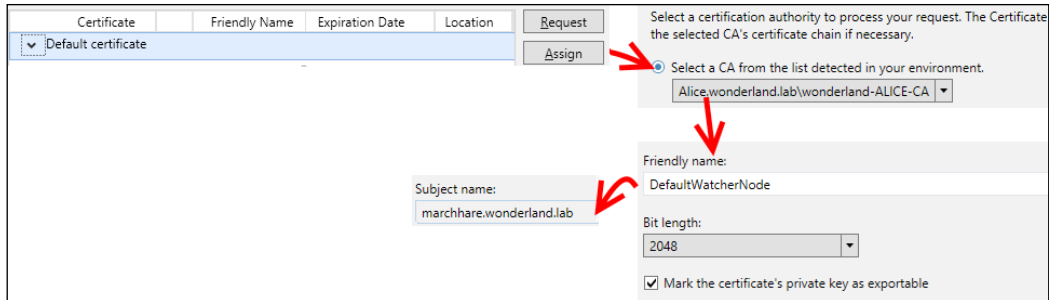 Certificate Friendly Name Expiration Date Location
Default certificate
Request
Assign
Select a certification authority to process your request. The Certificate
the selected CA's certificate chain if necessary.
Select a CA from the list detected in your environment.
Alice.wonderland.lab\wonderland-ALICE-CA
Friendly name:
DefaultWatcherNode
Subject name:
marchhare.wonderland.lab
Bit length:
2048
Mark the certificate's private key as exportable